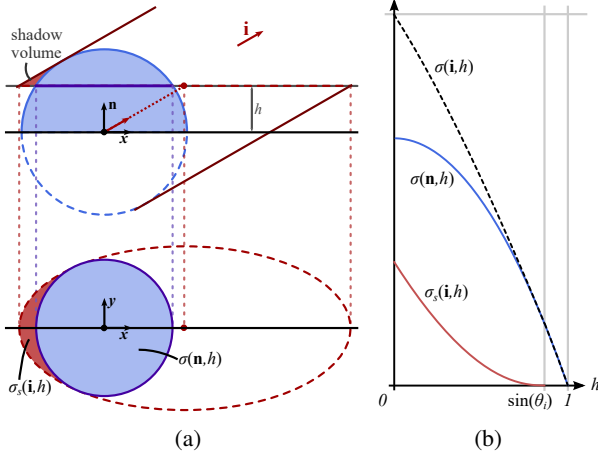 shadow
volume
i
n
h
x
y
x
σ(n,h)
σs(i,h)
(a)
σ(i,h)
σ(n,h)
σs(i,h)
h
0
sin(θi)
1
(b)